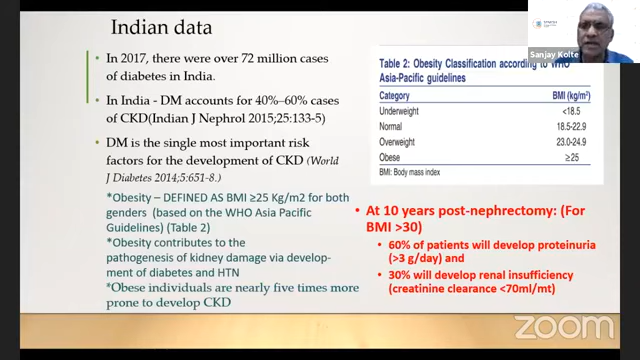 Indian data
• In 2017, there were over 72 million cases
of diabetes in India.
• In India - DM accounts for 40%–60% cases
of CKD(Indian J Nephrol 2015;25:133-5)
• DM is the single most important risk
factors for the development of CKD (World
J Diabetes 2014;5:651-8.)
*Obesity – DEFINED AS BMI ≥25 Kg/m2 for both
genders (based on the WHO Asia Pacific
Guidelines) (Table 2)
*Obesity contributes to the
pathogenesis of kidney damage via develop-
ment of diabetes and HTN
*Obese individuals are nearly five times more
prone to develop CKD
Table 2: Obesity Classification according to WHO
Asia-Pacific guidelines
Category BMI (kg/m²)
Underweight <18.5
Normal 18.5-22.9
Overweight 23.0-24.9
Obese ≥25
BMI: Body mass index
• At 10 years post-nephrectomy: (For
BMI >30)
• 60% of patients will develop proteinuria
(>3 g/day) and
• 30% will develop renal insufficiency
(creatinine clearance <70ml/mt)
Sanjay Kolte
zoom